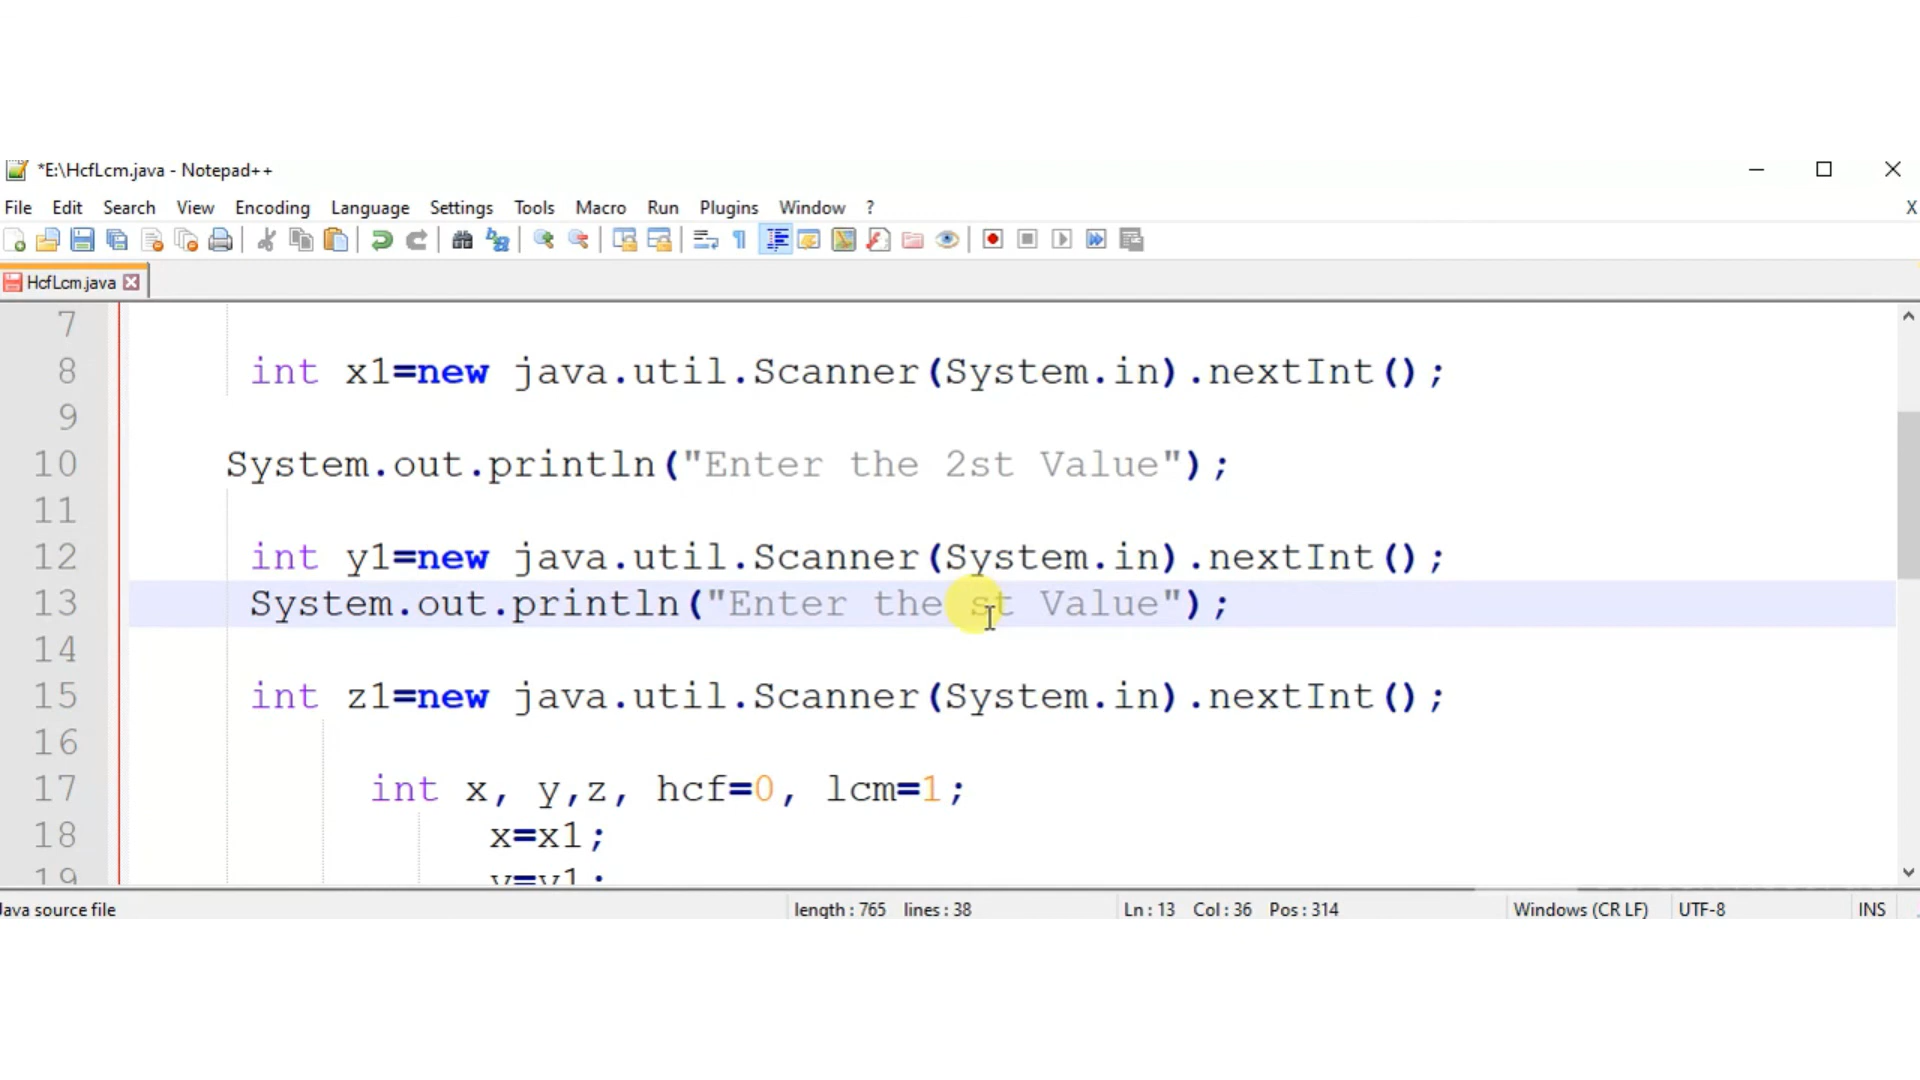 *E:\HcfLcm.java - Notepad++
File Edit Search View Encoding Language Settings Tools Macro Run Plugins Window ? X
HcfLcm.java
7
8 int x1=new java.util.Scanner(System.in).nextInt();
9
10 System.out.println("Enter the 2st Value");
11
12 int y1=new java.util.Scanner(System.in).nextInt();
13 System.out.println("Enter the st Value");
14
15 int z1=new java.util.Scanner(System.in).nextInt();
16
17 int x, y,z, hcf=0, lcm=1;
18 x=x1;
19 y=y1;
Java source file length : 765 lines : 38 Ln : 13 Col : 36 Pos : 314 Windows (CR LF) UTF-8 INS